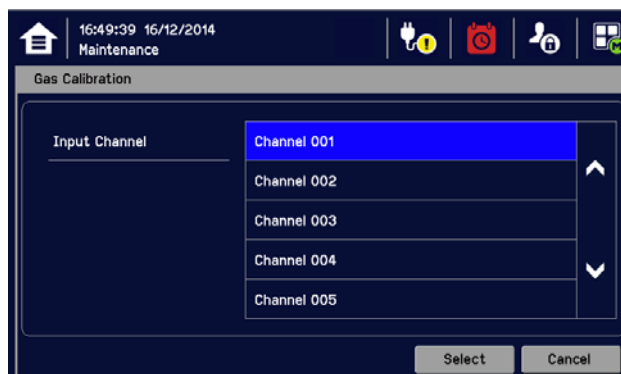 16:49:39 16/12/2014
Maintenance
Gas Calibration
Input Channel
Channel 001
Channel 002
Channel 003
Channel 004
Channel 005
Select
Cancel